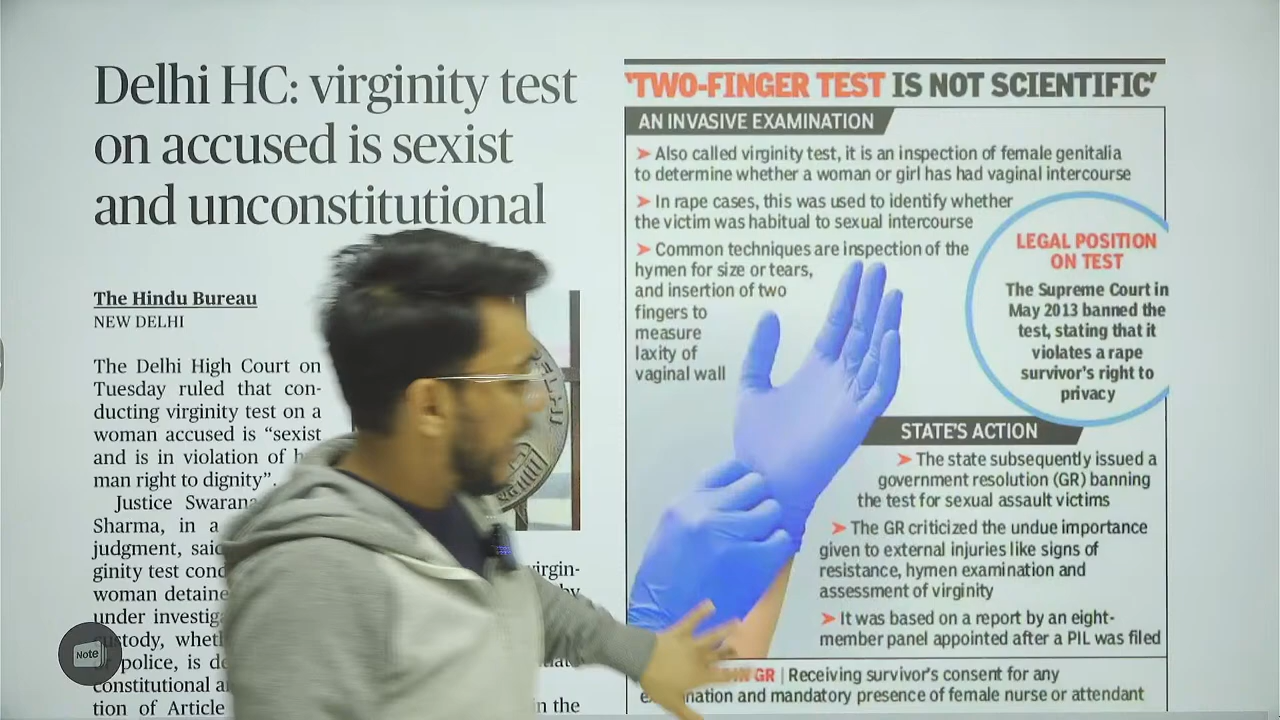 Delhi HC: virginity test
on accused is sexist
and unconstitutional
The Hindu Bureau
NEW DELHI
The Delhi High Court on
Tuesday ruled that con-
ducting virginity test on a
woman accused is “sexist
and is in violation of
man right to dignity”.
Justice Swarana
Sharma, in a
judgment, said
ginity test
woman
under
custody,
police, is
constitutional
tion of Article
in the
'TWO-FINGER TEST IS NOT SCIENTIFIC'
AN INVASIVE EXAMINATION
➤ Also called virginity test, it is an inspection of female genitalia
to determine whether a woman or girl has had vaginal intercourse
➤ In rape cases, this was used to identify whether
the victim was habitual to sexual intercourse
➤ Common techniques are inspection of the
hymen for size or tears,
and insertion of two
fingers to
measure
laxity of
vaginal wall
LEGAL POSITION
ON TEST
The Supreme Court in
May 2013 banned the
test, stating that it
violates a rape
survivor's right to
privacy
STATE'S ACTION
➤ The state subsequently issued a
government resolution (GR) banning
the test for sexual assault victims
➤ The GR criticized the undue importance
given to external injuries like signs of
resistance, hymen examination and
assessment of virginity
➤ It was based on a report by an eight-
member panel appointed after a PIL was filed
GR | Receiving survivor's consent for any
and mandatory presence of female nurse or attendant
Note